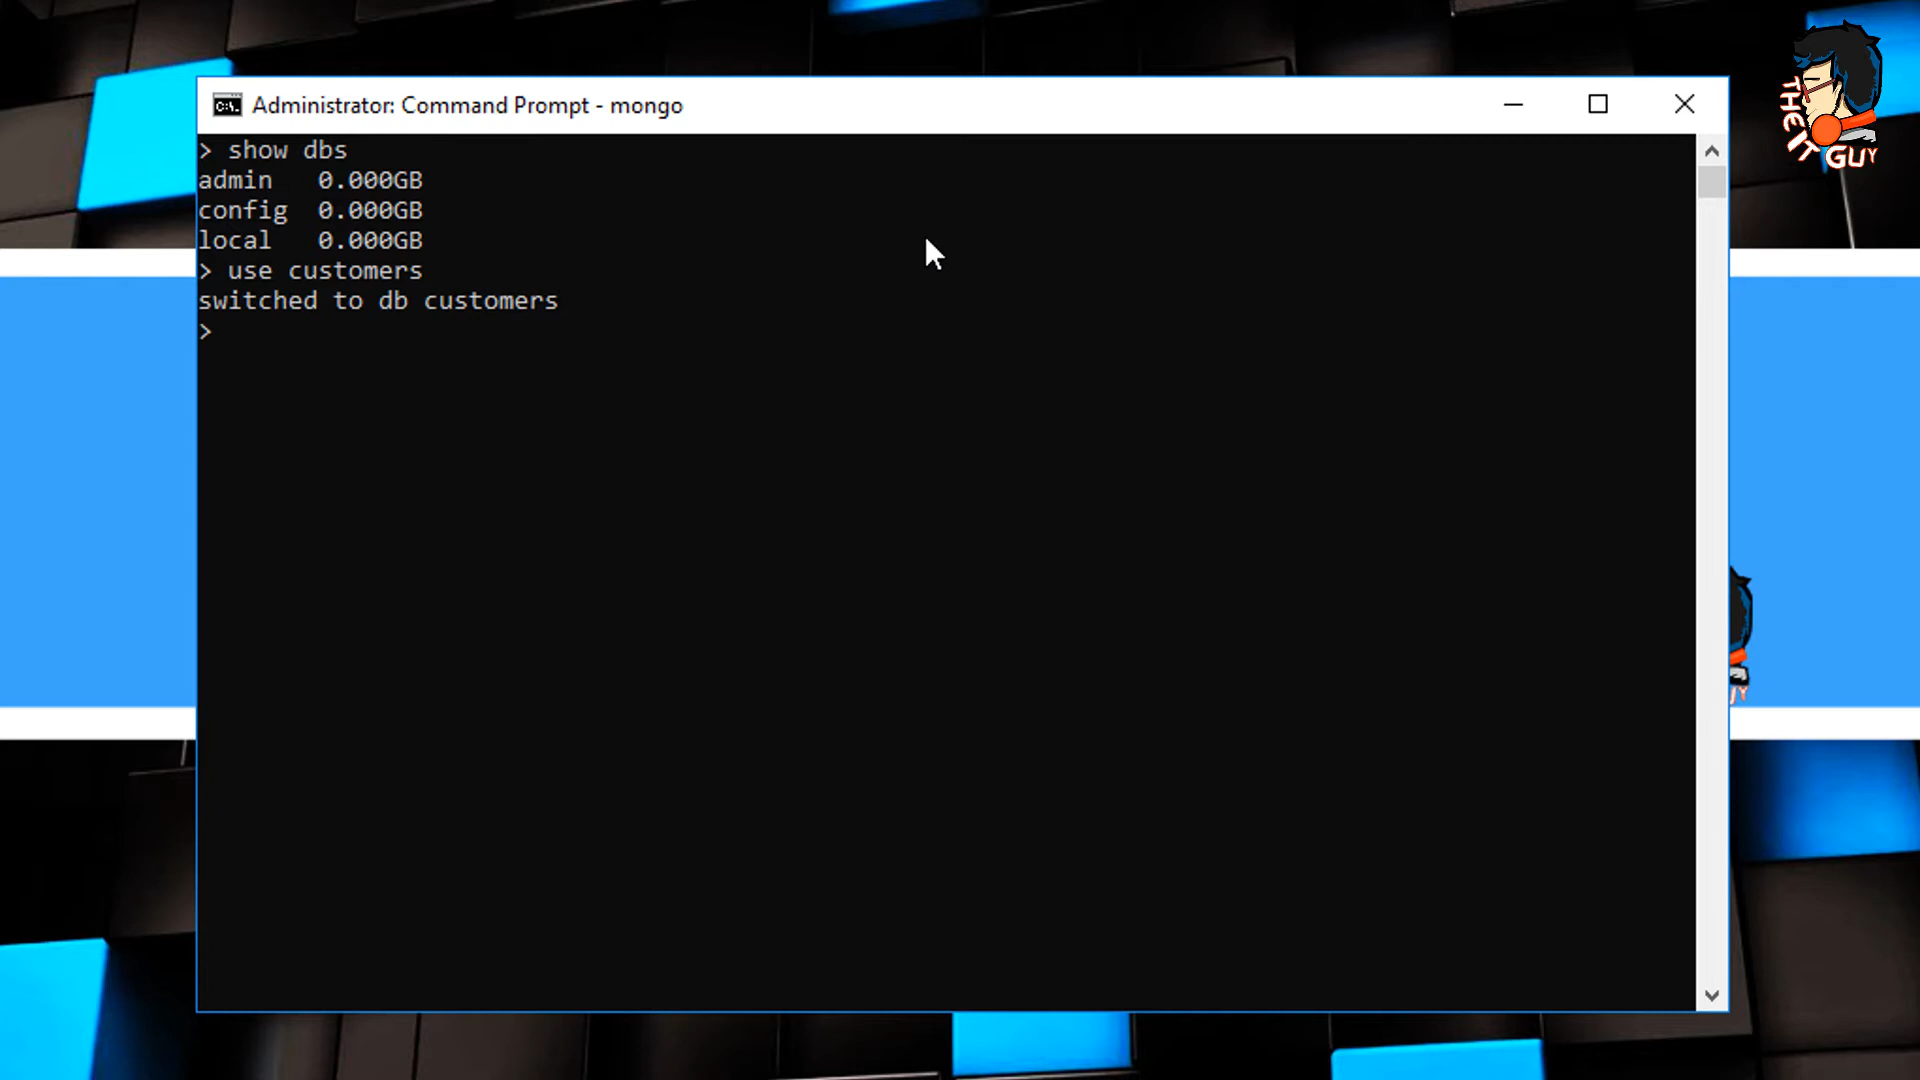 Administrator: Command Prompt - mongo
> show dbs
admin   0.000GB
config  0.000GB
local   0.000GB
> use customers
switched to db customers
>
THE IT GUY